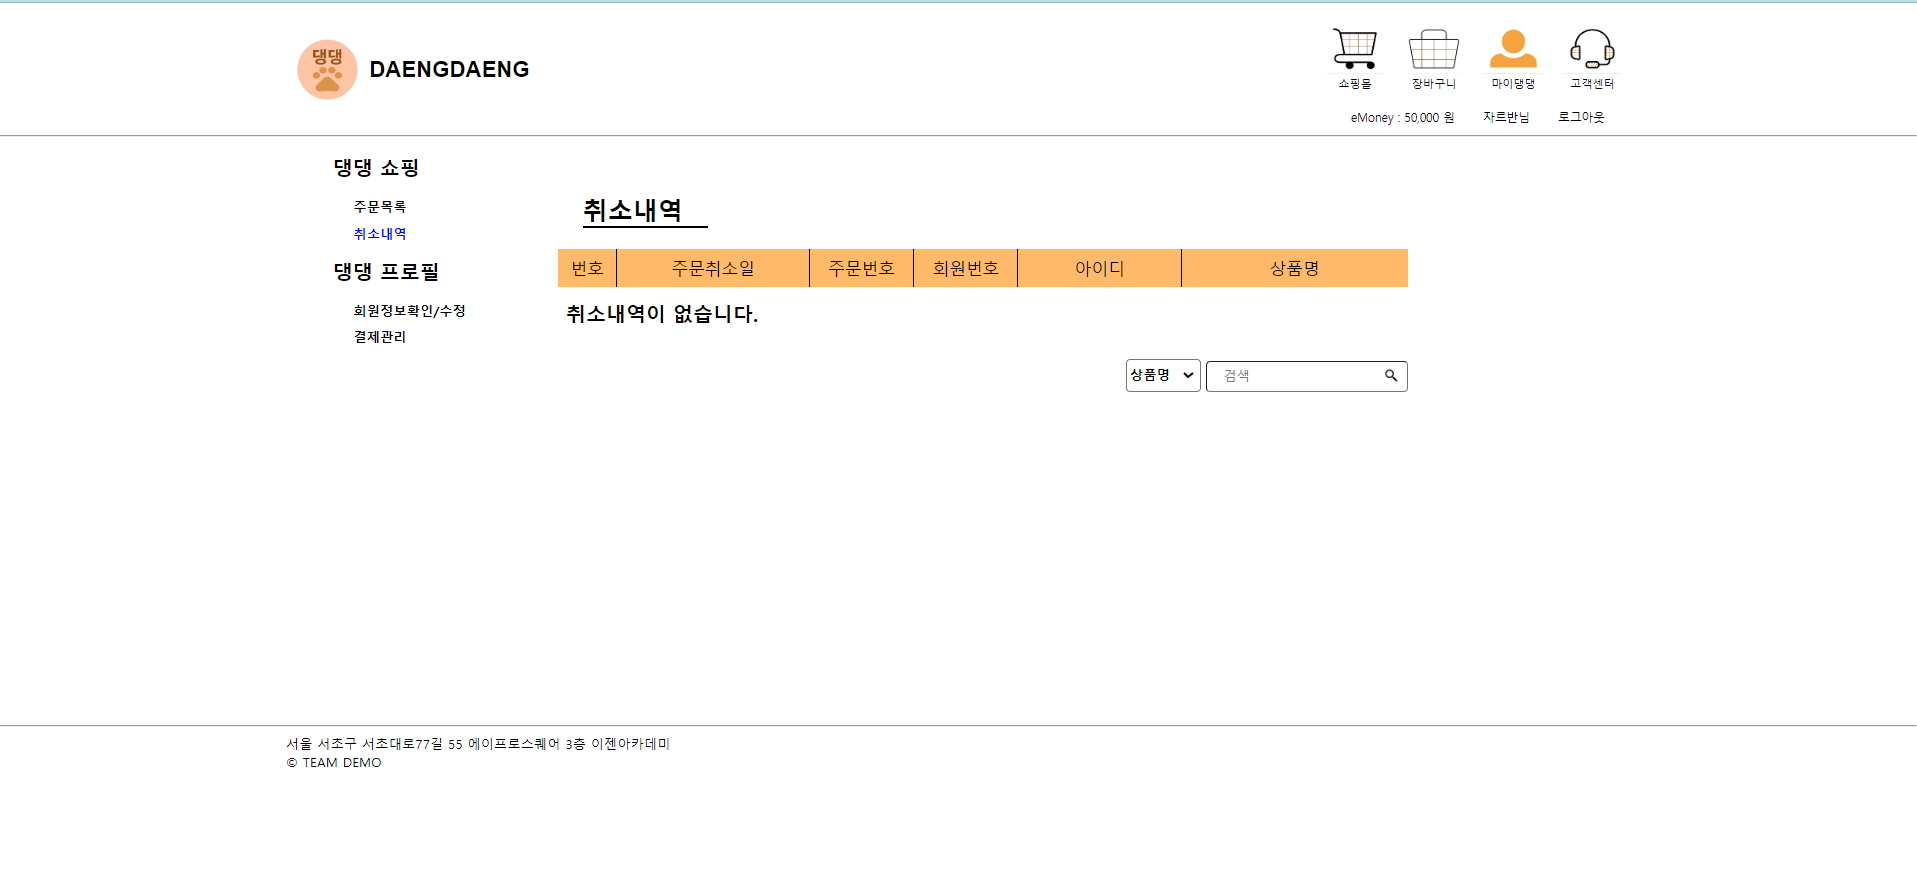 댕댕
DAENGDAENG
쇼핑몰 장바구니 마이댕댕 고객센터
eMoney : 50,000 원 자르반님 로그아웃
댕댕 쇼핑
주문목록
취소내역
댕댕 프로필
회원정보확인/수정
결제관리
취소내역
번호 주문취소일 주문번호 회원번호 아이디 상품명
취소내역이 없습니다.
상품명 검색
서울 서초구 서초대로77길 55 에이프로스퀘어 3층 이젠아카데미
© TEAM DEMO